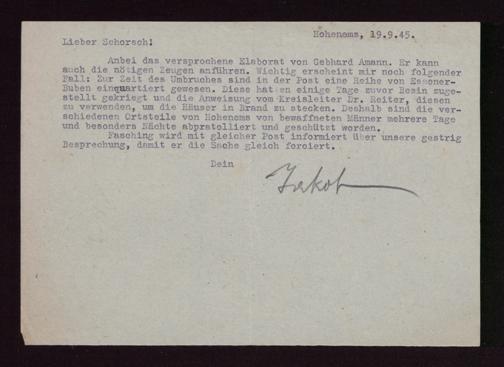 Hohenems, 19.9.45.
Lieber Schorsch!
Anbei das versprochene Elaborat von Gebhard Amann. Er kann
auch die nötigen Zeugen anführen. Wichtig erscheint mir noch folgender
Fall: Zur Zeit des Umbruches sind in der Post eine Reihe von Essener-
Buben einquartiert gewesen. Diese hatten einige Tage zuvor Bezin zuge-
stellt gekriegt und die Anweisung vom Kreisleiter Dr. Reiter, diesen
zu verwenden, um die Häuser in Brand zu stecken. Deshalb sind die ver-
schiedenen Ortsteile von Hohenems von bewaffneten Männer mehrere Tage
und besonders Nächte abpratolliert und geschützt worden.
Fasching wird mit gleicher Post informiert über unsere gestrig
Besprechung, damit er die Sache gleich forciert.
Dein
Jakob